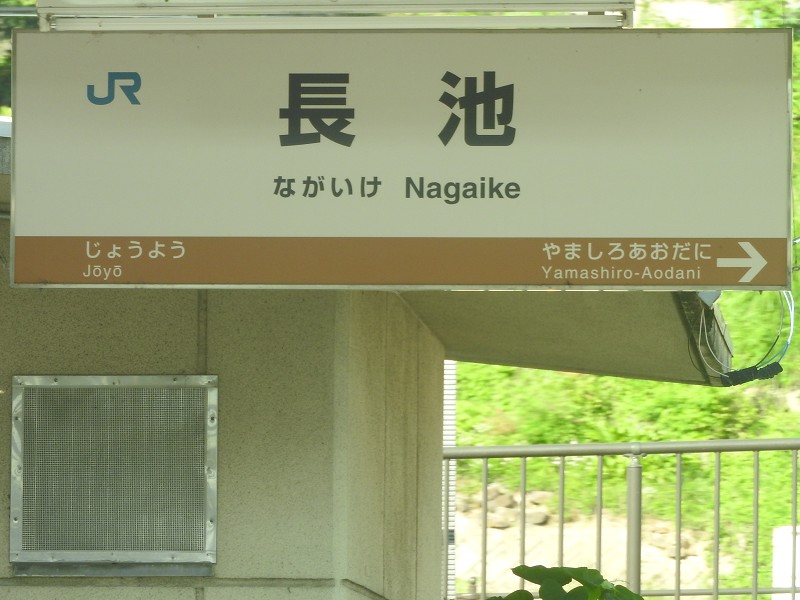 JR
長池
ながいけ Nagaike
じょうよう やましろあおだに
Jōyō Yamashiro-Aodani